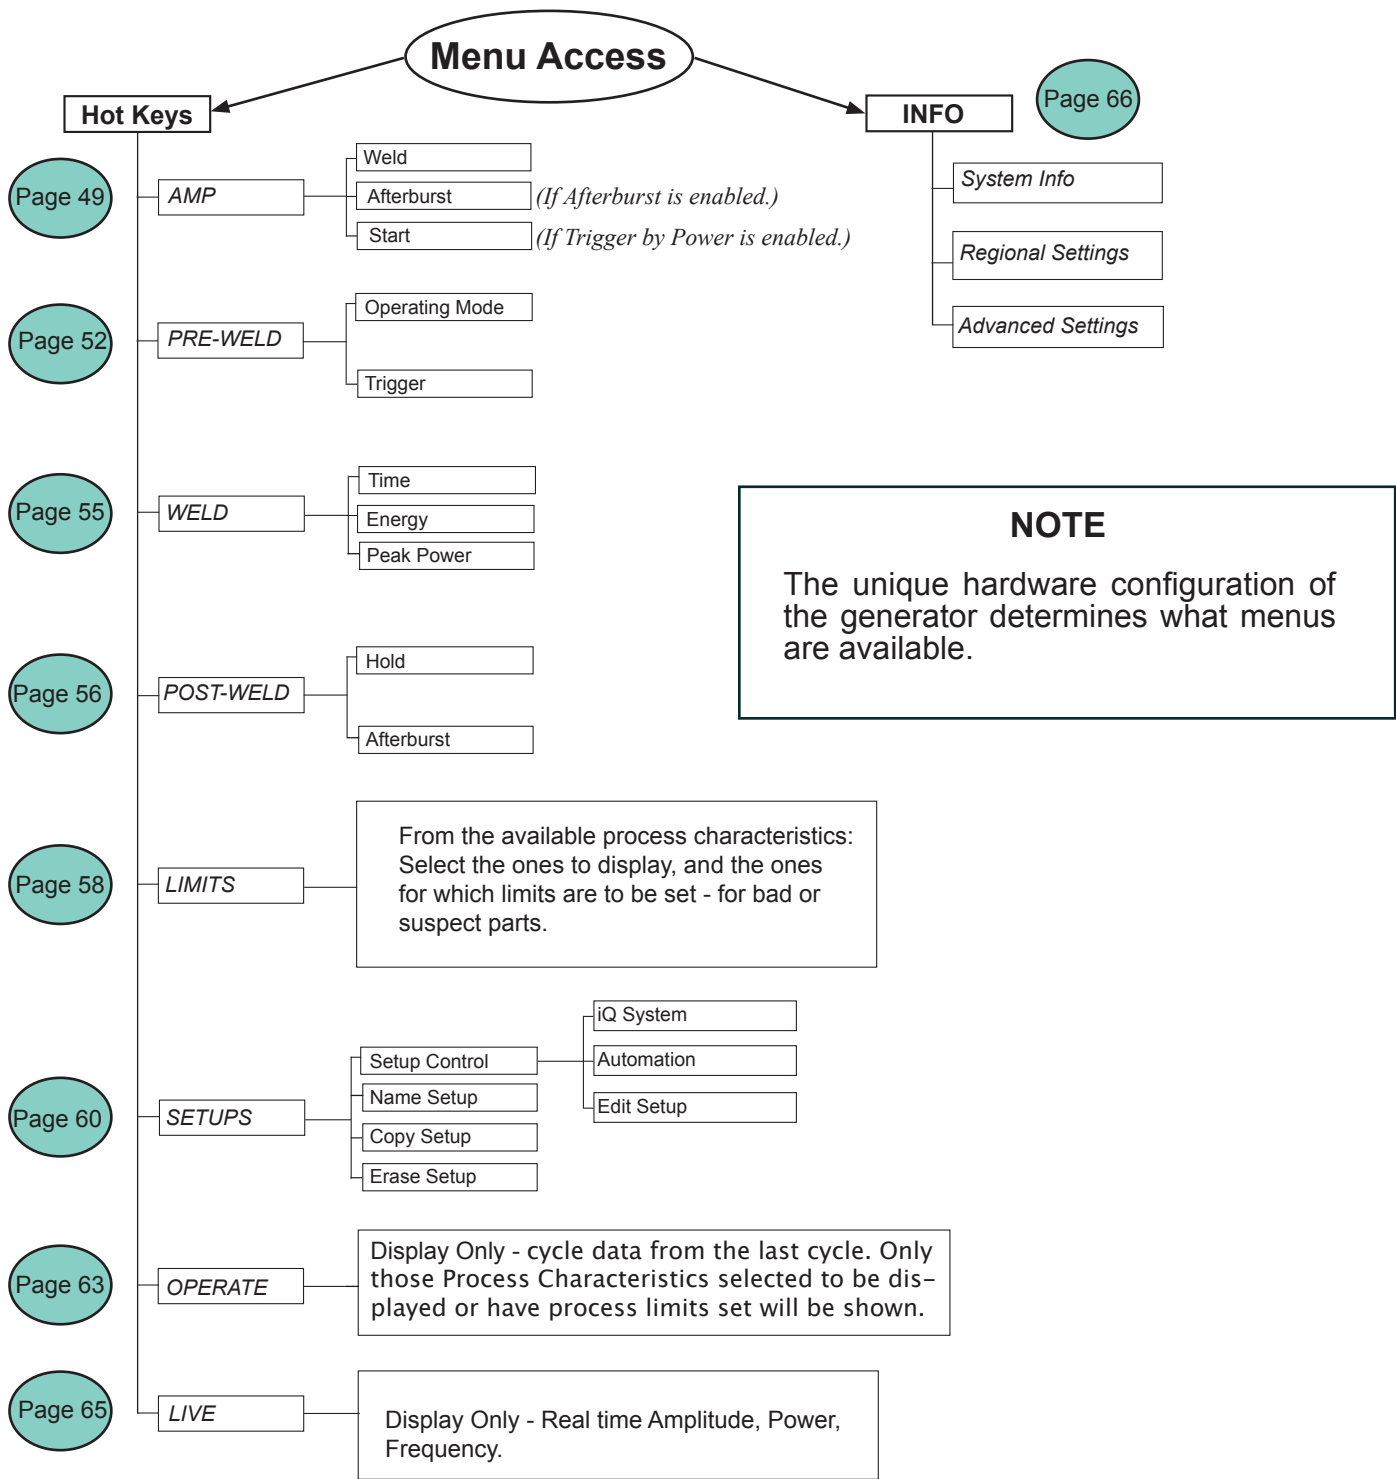 Menu Access
Hot Keys
INFO
Page 66
System Info
Regional Settings
Advanced Settings
Page 49
AMP
Weld
Afterburst
(If Afterburst is enabled.)
Start
(If Trigger by Power is enabled.)
Page 52
PRE-WELD
Operating Mode
Trigger
Page 55
WELD
Time
Energy
Peak Power
NOTE
The unique hardware configuration of
the generator determines what menus
are available.
Page 56
POST-WELD
Hold
Afterburst
Page 58
LIMITS
From the available process characteristics:
Select the ones to display, and the ones
for which limits are to be set - for bad or
suspect parts.
Page 60
SETUPS
Setup Control
Name Setup
Copy Setup
Erase Setup
iQ System
Automation
Edit Setup
Page 63
OPERATE
Display Only - cycle data from the last cycle. Only
those Process Characteristics selected to be dis-
played or have process limits set will be shown.
Page 65
LIVE
Display Only - Real time Amplitude, Power,
Frequency.